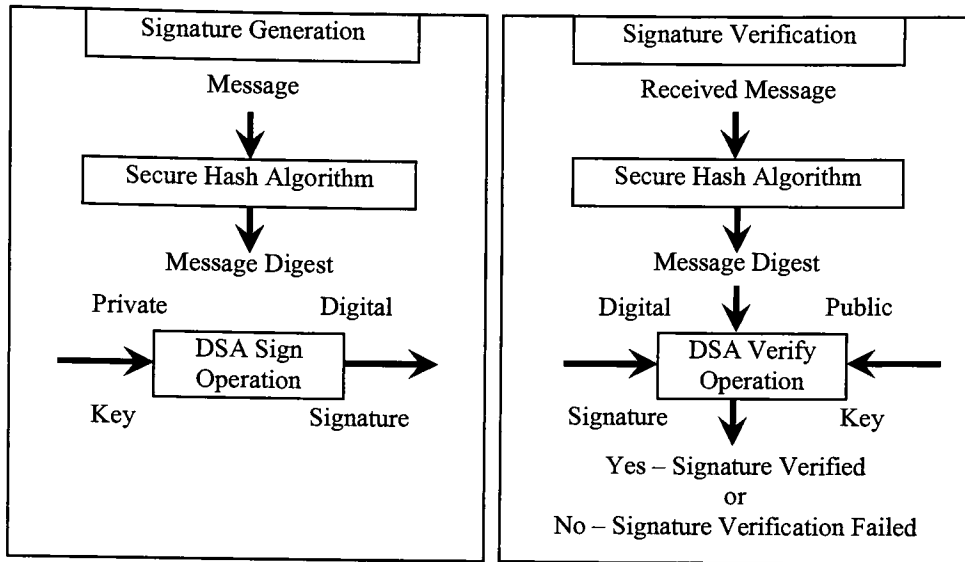 Signature Generation
Message
Secure Hash Algorithm
Message Digest
Private
Digital
DSA Sign
Operation
Key
Signature
Signature Verification
Received Message
Secure Hash Algorithm
Message Digest
Digital
Public
DSA Verify
Operation
Signature
Key
Yes – Signature Verified
or
No – Signature Verification Failed